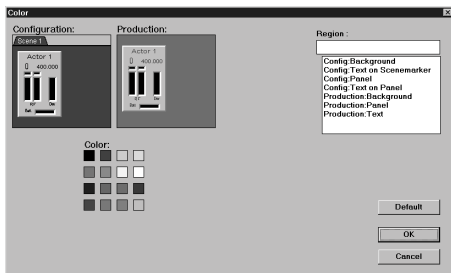 Color
Configuration:
Production:
Region :
Scene 1
Actor 1
400.000
Actor 1
400.000
Config:Background
Config:Text on Scenemarker
Config:Panel
Config:Text on Panel
Production:Background
Production:Panel
Production:Text
Color:
Default
OK
Cancel